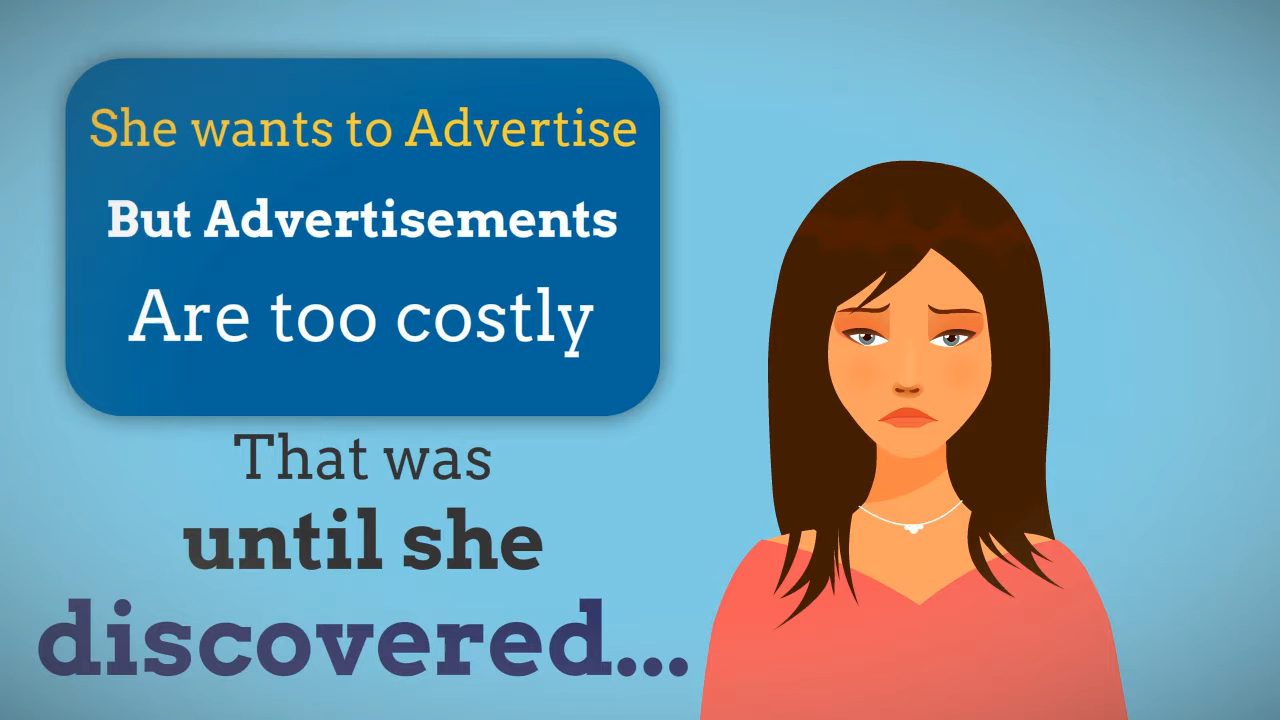 She wants to Advertise
But Advertisements
Are too costly
That was
until she
discovered...